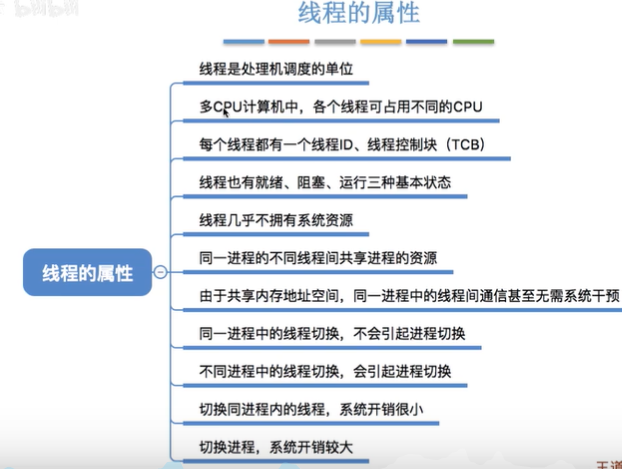 bilibili
线程的属性
线程是处理机调度的单位
多CPU计算机中，各个线程可占用不同的CPU
每个线程都有一个线程ID、线程控制块（TCB）
线程也有就绪、阻塞、运行三种基本状态
线程几乎不拥有系统资源
线程的属性
同一进程的不同线程间共享进程的资源
由于共享内存地址空间，同一进程中的线程间通信甚至无需系统干预
同一进程中的线程切换，不会引起进程切换
不同进程中的线程切换，会引起进程切换
切换同进程内的线程，系统开销很小
切换进程，系统开销较大
王道